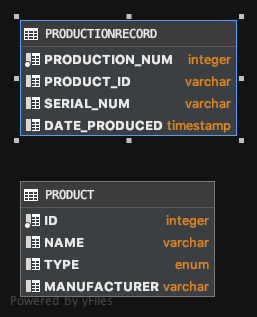 PRODUCTIONRECORD
PRODUCTION_NUM integer
PRODUCT_ID varchar
SERIAL_NUM varchar
DATE_PRODUCED timestamp
PRODUCT
ID integer
NAME varchar
TYPE enum
MANUFACTURER varchar
Powered by yFiles